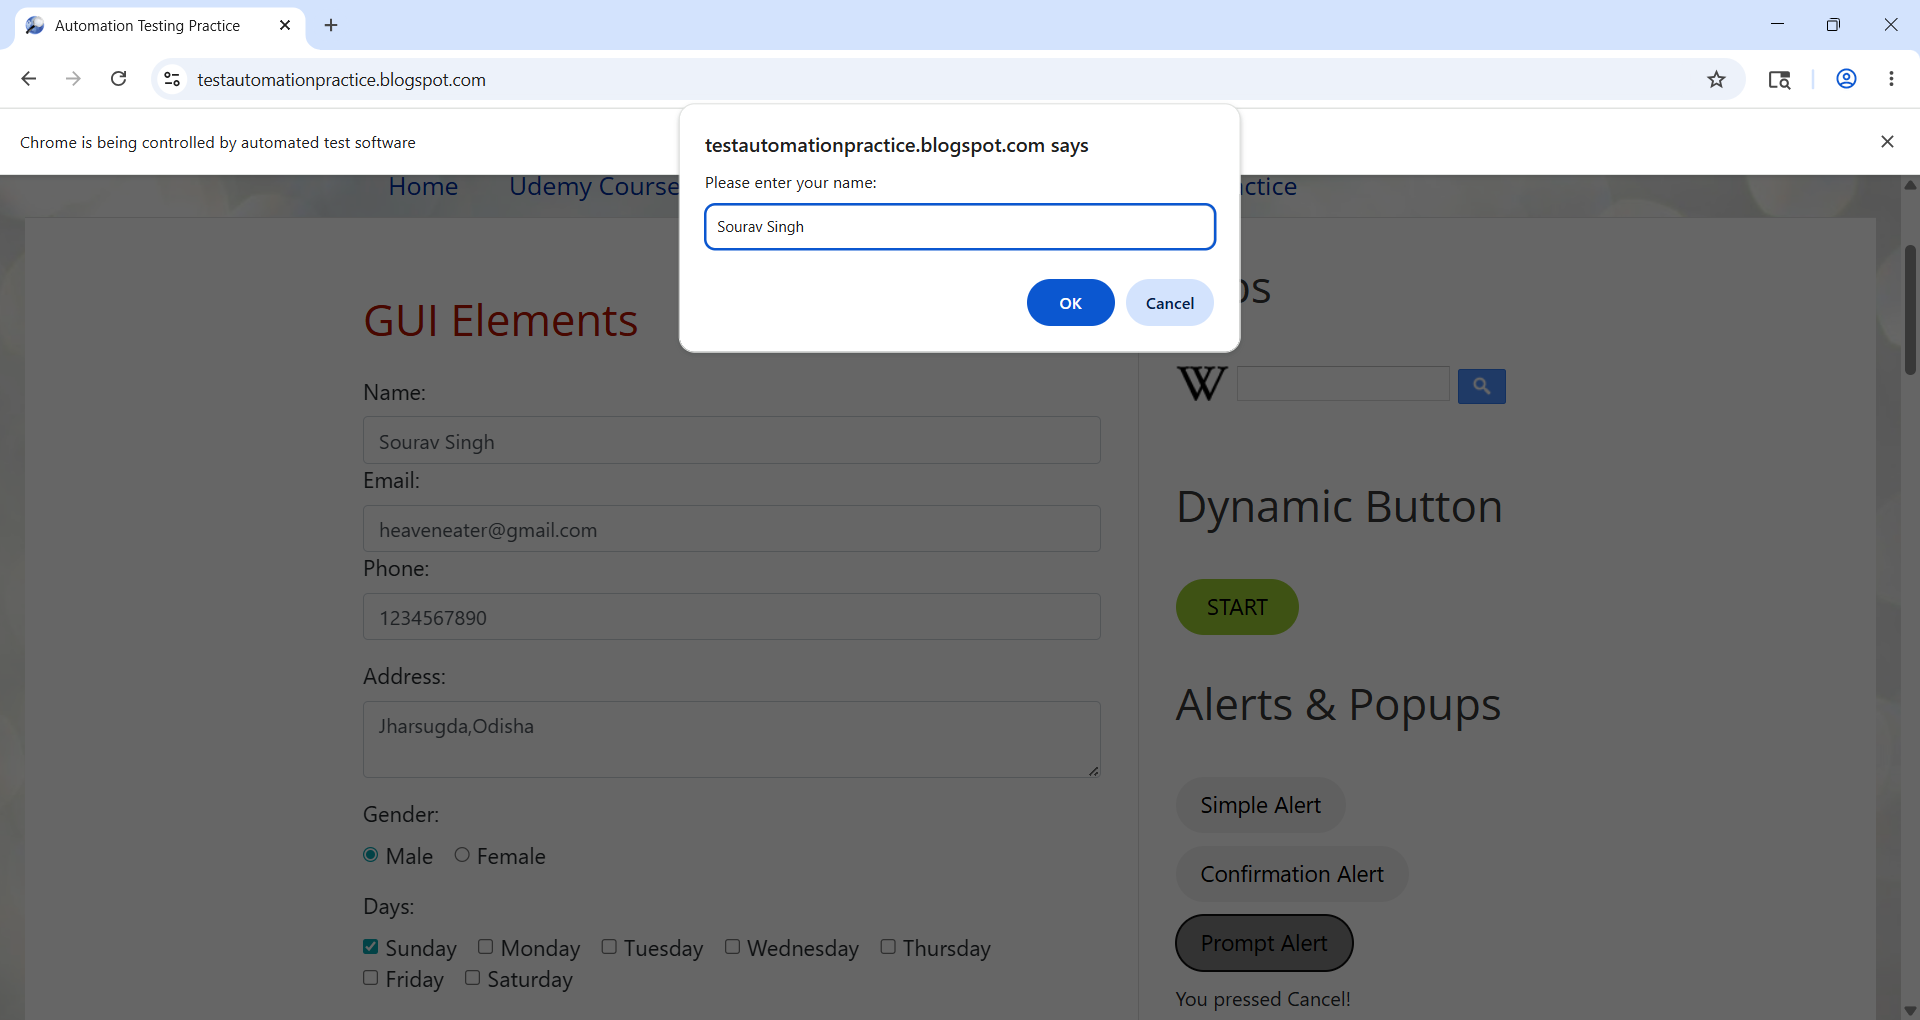 Automation Testing Practice
testautomationpractice.blogspot.com
Chrome is being controlled by automated test software
testautomationpractice.blogspot.com says
Please enter your name:
Sourav Singh
OK
Cancel
Home
Udemy Course
GUI Elements
Name:
Sourav Singh
Email:
heaveneater@gmail.com
Phone:
1234567890
Address:
Jharsugda,Odisha
Gender:
Male
Female
Days:
Sunday
Monday
Tuesday
Wednesday
Thursday
Friday
Saturday
W
Dynamic Button
START
Alerts & Popups
Simple Alert
Confirmation Alert
Prompt Alert
You pressed Cancel!